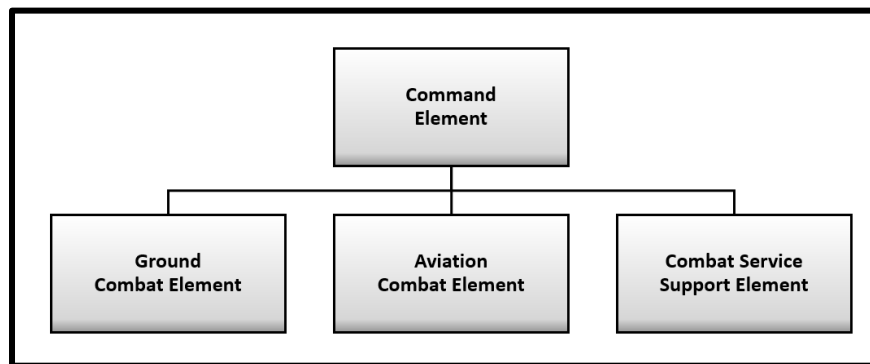 Command
Element
Ground
Combat Element
Aviation
Combat Element
Combat Service
Support Element